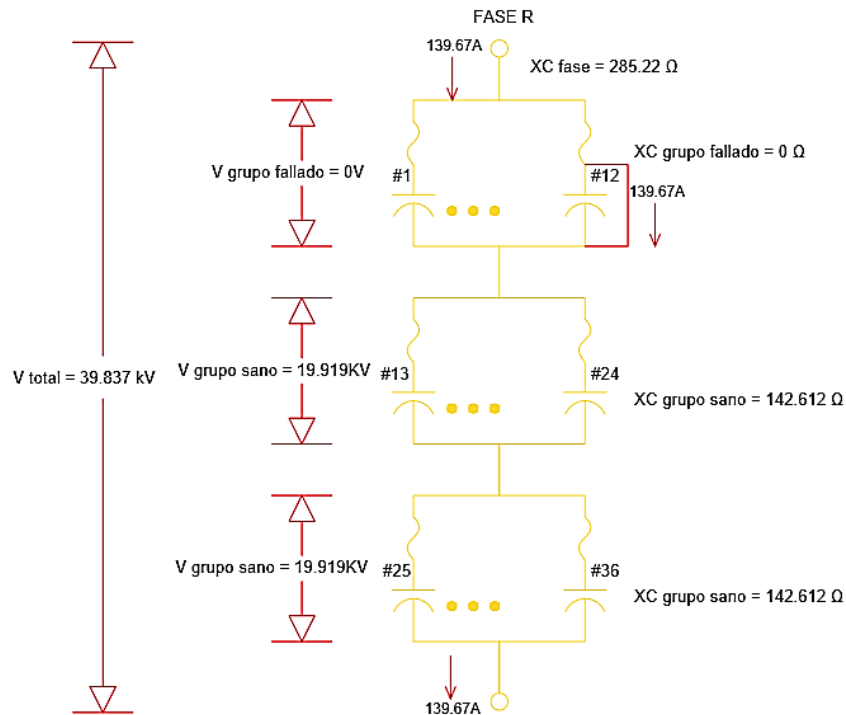 FASE R
139.67A
XC fase = 285.22 Ω
V grupo fallado = 0V
#1
#12
XC grupo fallado = 0 Ω
139.67A
V total = 39.837 kV
V grupo sano = 19.919KV
#13
#24
XC grupo sano = 142.612 Ω
V grupo sano = 19.919KV
#25
#36
XC grupo sano = 142.612 Ω
139.67A